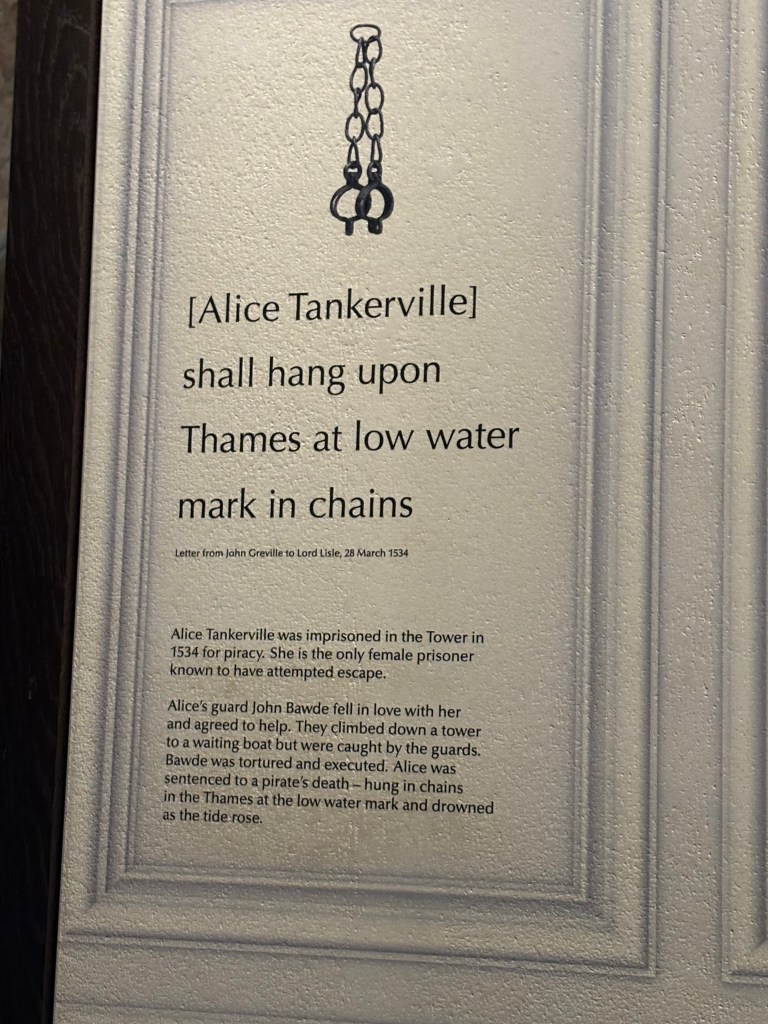 [Alice Tankerville]
shall hang upon
Thames at low water
mark in chains
Letter from John Greville to Lord Lisle, 28 March 1534
Alice Tankerville was imprisoned in the Tower in
1534 for piracy. She is the only female prisoner
known to have attempted escape.
Alice's guard John Bawde fell in love with her
and agreed to help. They climbed down a tower
to a waiting boat but were caught by the guards.
Bawde was tortured and executed. Alice was
sentenced to a pirate's death – hung in chains
in the Thames at the low water mark and drowned
as the tide rose.